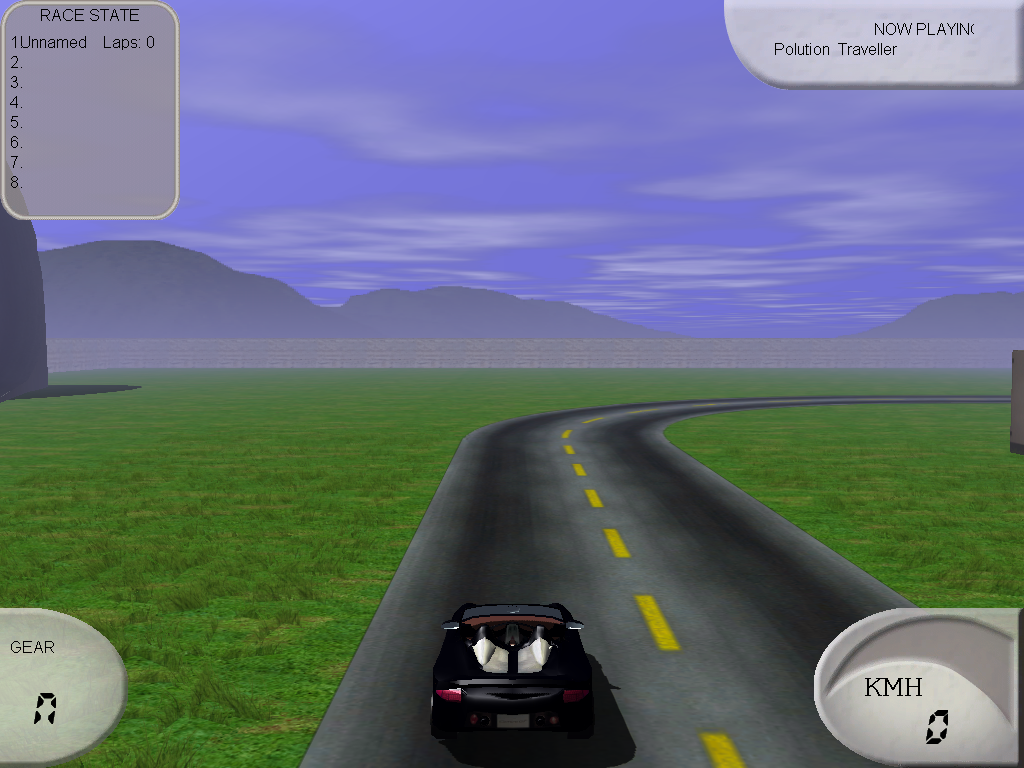 RACE STATE
1Unnamed Laps: 0
2.
3.
4.
5.
6.
7.
8.
NOW PLAYING
Polution Traveller
GEAR
n
KMH
0